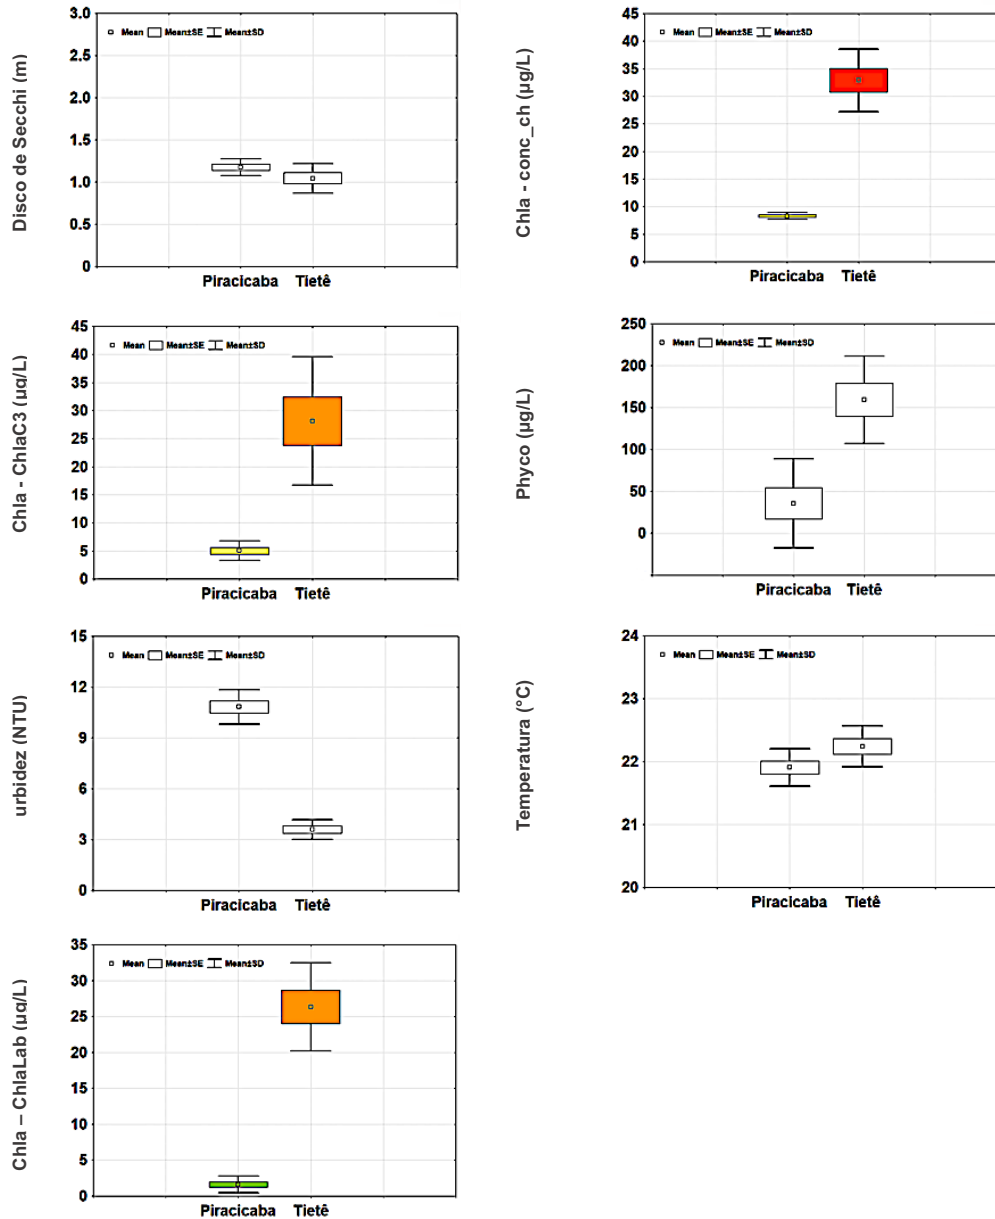 Disco de Secchi (m)
3.0
2.5
2.0
1.5
1.0
0.5
0
Mean Mean±SE Mean±SD
Piracicaba Tietê
Chla - conc_ch (µg/L)
45
40
35
30
25
20
15
10
5
0
Mean Mean±SE Mean±SD
Piracicaba Tietê
Chla - ChlaC3 (µg/L)
45
40
35
30
25
20
15
10
5
0
Mean Mean±SE Mean±SD
Piracicaba Tietê
Phyco (µg/L)
250
200
150
100
50
0
Mean Mean±SE Mean±SD
Piracicaba Tietê
urbidez (NTU)
15
12
9
6
3
0
Mean Mean±SE Mean±SD
Piracicaba Tietê
Temperatura (°C)
24
23
22
21
20
Mean Mean±SE Mean±SD
Piracicaba Tietê
Chla – ChlaLab (µg/L)
35
30
25
20
15
10
5
0
Mean Mean±SE Mean±SD
Piracicaba Tietê